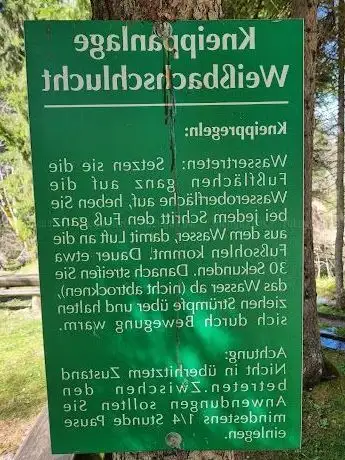 Kneippanlage
Weißbachschlucht
Kneippregeln:
Wassertreten: Setzen sie die
Fußflächen ganz auf die
Wasseroberfläche auf, heben Sie
bei jedem Schritt den Fuß ganz
aus dem Wasser, damit Luft an die
Fußsohlen kommt. Dauer etwa
30 Sekunden. Danach streifen Sie
das Wasser ab (nicht abtrocknen),
ziehen Strümpfe über und halten
sich durch Bewegung warm.
Achtung:
Nicht in überhitztem Zustand
betreten.Zwischen den
Anwendungen sollten Sie
mindestens 1/4 Stunde Pause
einlegen.